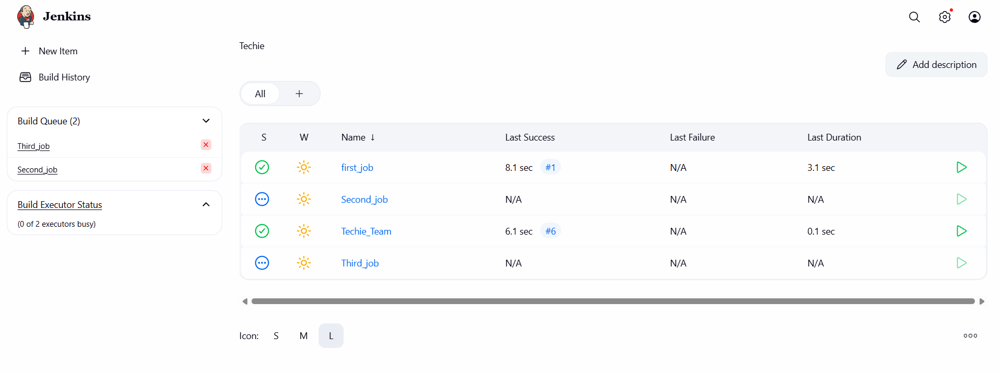 Jenkins
New Item
Build History
Build Queue (2)
Third_job
Second_job
Build Executor Status
(0 of 2 executors busy)
Techie
Add description
All +
S W Name ↓ Last Success Last Failure Last Duration
first_job 8.1 sec #1 N/A 3.1 sec
Second_job N/A N/A N/A
Techie_Team 6.1 sec #6 N/A 0.1 sec
Third_job N/A N/A N/A
Icon: S M L